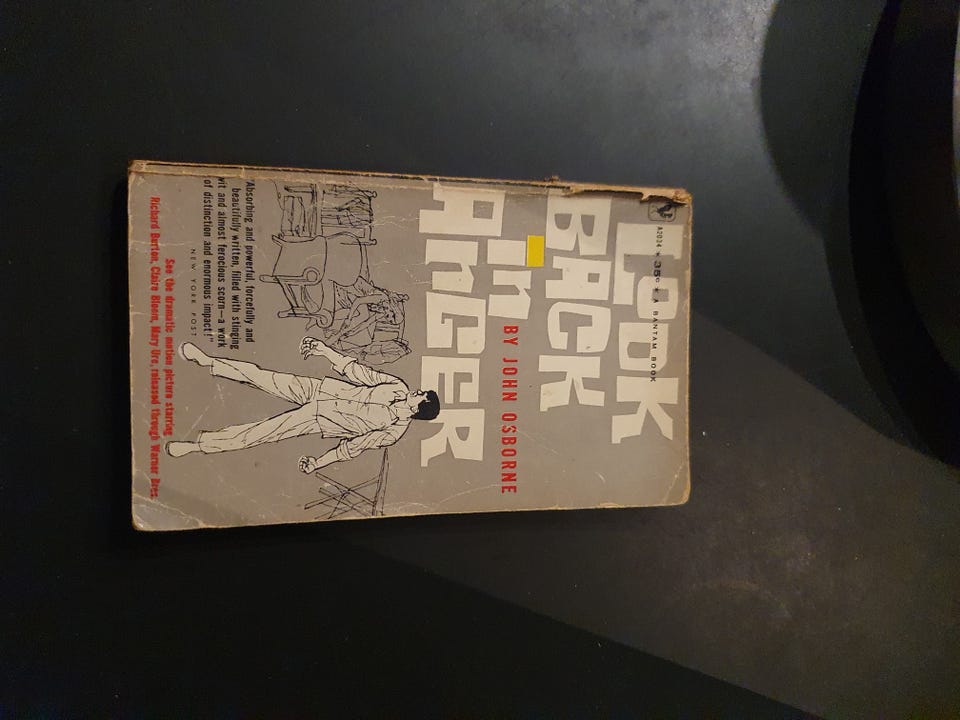 A2034 * 35¢ * A BANTAM BOOK
LOOK
BACK
in
ANGER
BY JOHN OSBORNE
"Absorbing and powerful, forcefully and
beautifully written, filled with stinging
wit and almost ferocious scorn—a work
of distinction and enormous impact!"
NEW YORK POST
See the dramatic motion picture starring
Richard Burton, Claire Bloom, Mary Ure, released through Warner Bros.